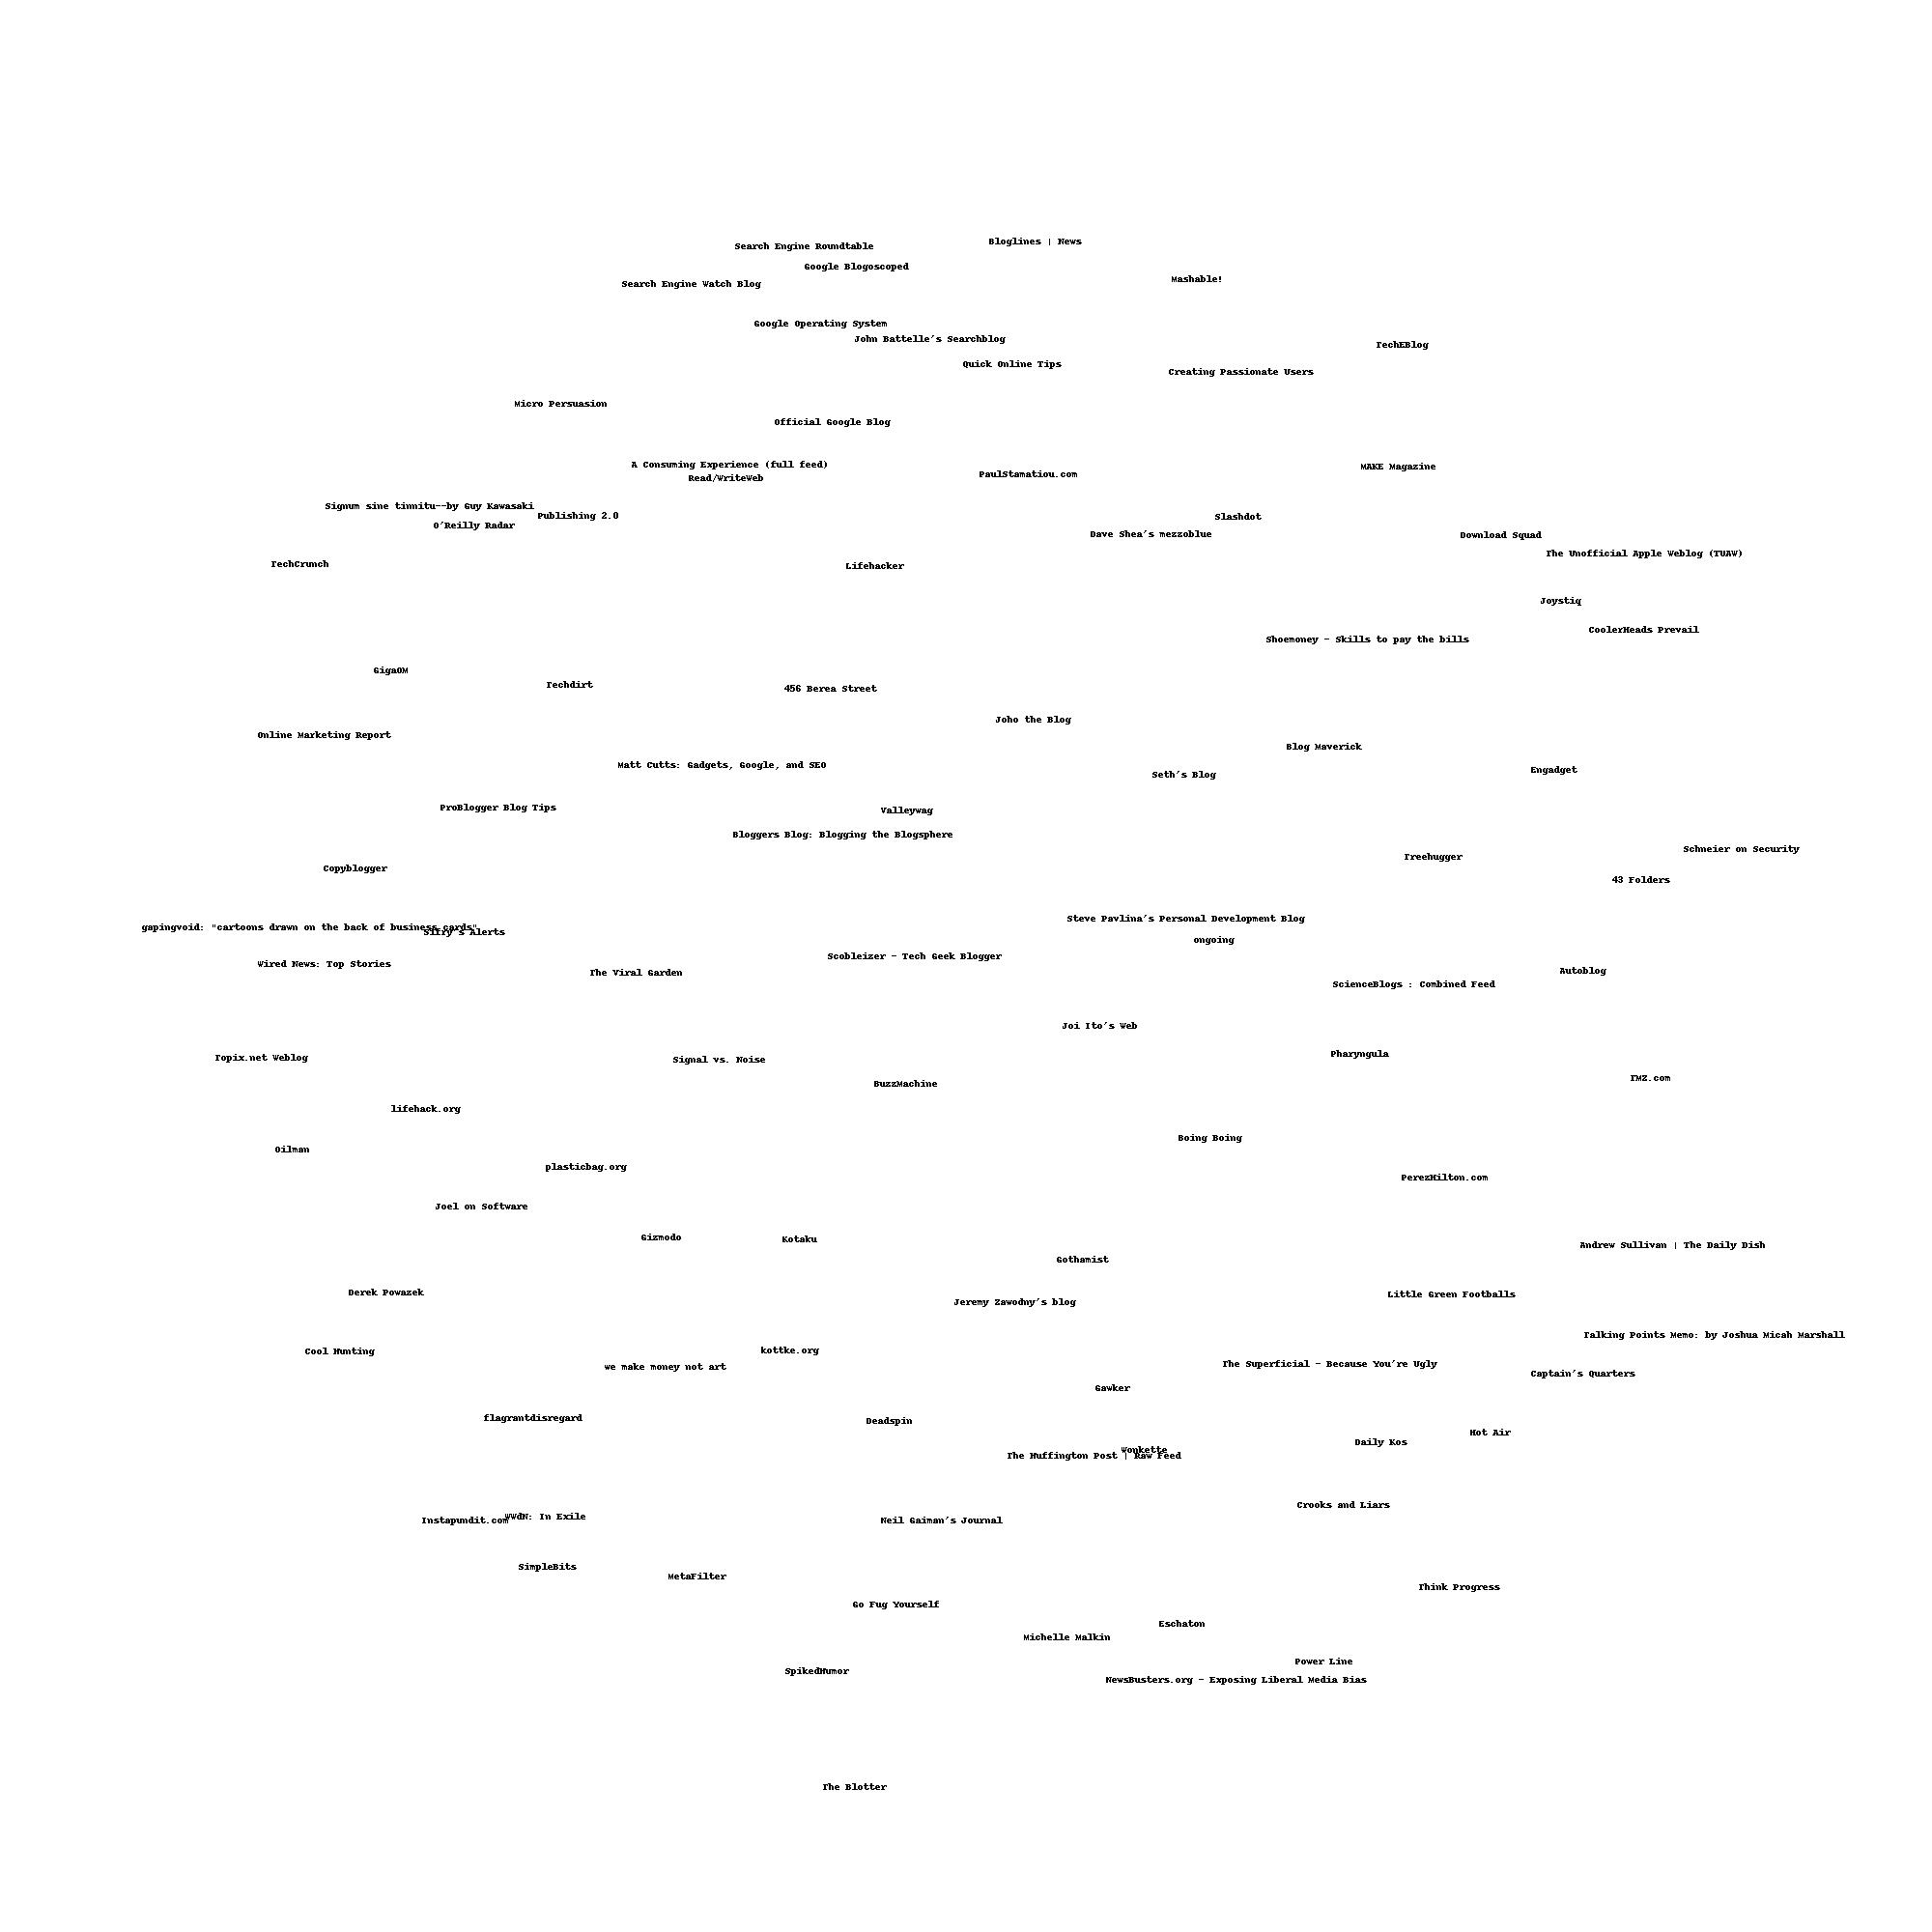 Bloglines | News
Search Engine Roundtable
Google Blogoscoped
Mashable!
Search Engine Watch Blog
Google Operating System
John Battelle's Searchblog
TechEBlog
Quick Online Tips
Creating Passionate Users
Micro Persuasion
Official Google Blog
A Consuming Experience (full feed)
MAKE Magazine
PaulStamatiou.com
Read/WriteWeb
Signum sine tinnitu--by Guy Kawasaki
Publishing 2.0
Slashdot
O'Reilly Radar
Dave Shea's mezzoblue
Download Squad
The Unofficial Apple Weblog (TUAW)
TechCrunch
Lifehacker
Joystiq
CoolerHeads Prevail
Shoemoney - Skills to pay the bills
GigaOM
Techdirt
456 Berea Street
Joho the Blog
Online Marketing Report
Blog Maverick
Matt Cutts: Gadgets, Google, and SEO
Engadget
Seth's Blog
ProBlogger Blog Tips
Valleywag
Bloggers Blog: Blogging the Blogsphere
Schneier on Security
Treehugger
Copyblogger
43 Folders
Steve Pavlina's Personal Development Blog
gapingvoid: "cartoons drawn on the back of business cards"
Sifry's Alerts
ongoing
Scobleizer - Tech Geek Blogger
Wired News: Top Stories
Autoblog
The Viral Garden
ScienceBlogs : Combined Feed
Joi Ito's Web
Pharyngula
Topix.net Weblog
Signal vs. Noise
TMZ.com
BuzzMachine
lifehack.org
Boing Boing
Oilman
plasticbag.org
PerezHilton.com
Joel on Software
Gizmodo
Kotaku
Andrew Sullivan | The Daily Dish
Gothamist
Derek Powazek
Little Green Footballs
Jeremy Zawodny's blog
Talking Points Memo: by Joshua Micah Marshall
kottke.org
Cool Hunting
The Superficial - Because You're Ugly
we make money not art
Captain's Quarters
Gawker
flagrantdisregard
Deadspin
Hot Air
Daily Kos
Wonkette
The Huffington Post | Raw Feed
Crooks and Liars
WWdN: In Exile
Instapundit.com
Neil Gaiman's Journal
SimpleBits
MetaFilter
Think Progress
Go Fug Yourself
Eschaton
Michelle Malkin
Power Line
SpikedHumor
NewsBusters.org - Exposing Liberal Media Bias
The Blotter